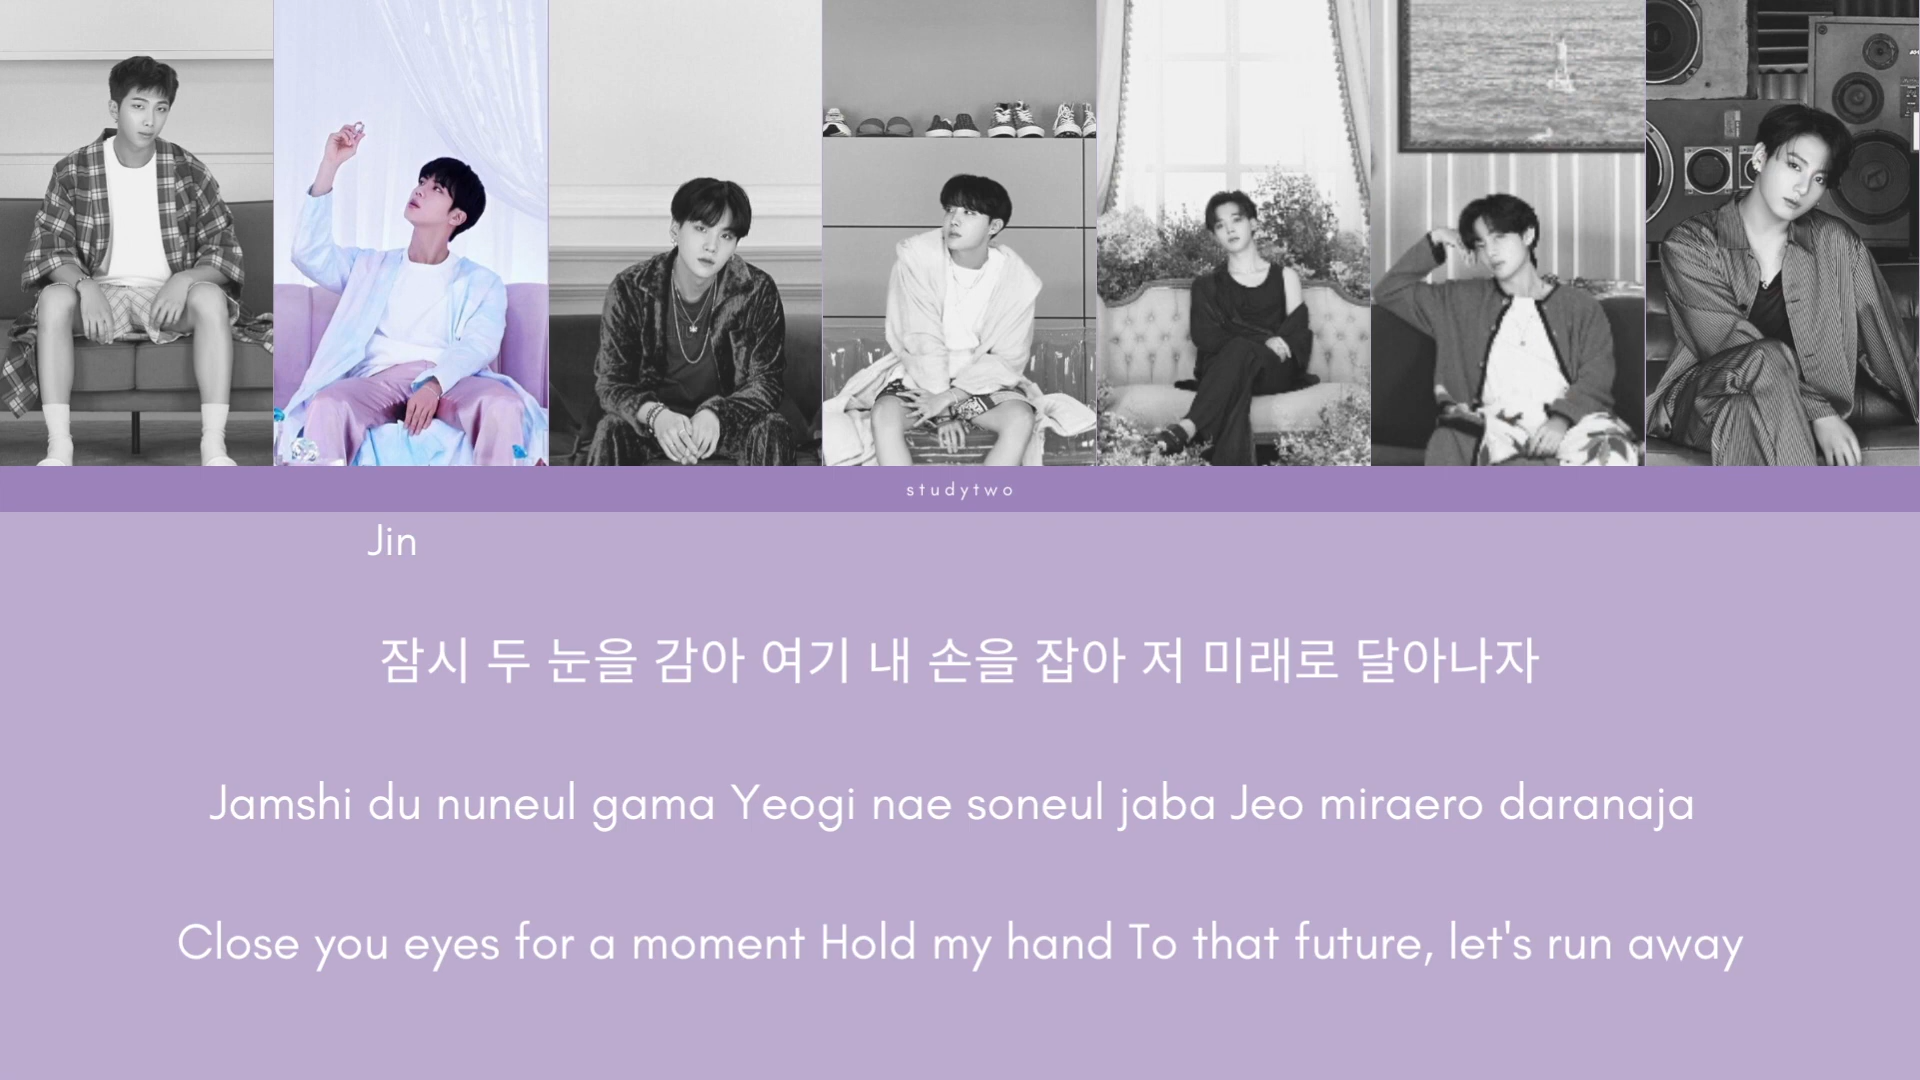 studytwo
Jin
잠시 두 눈을 감아 여기 내 손을 잡아 저 미래로 달아나자
Jamshi du nuneul gama Yeogi nae soneul jaba Jeo miraero daranaja
Close you eyes for a moment Hold my hand To that future, let's run away